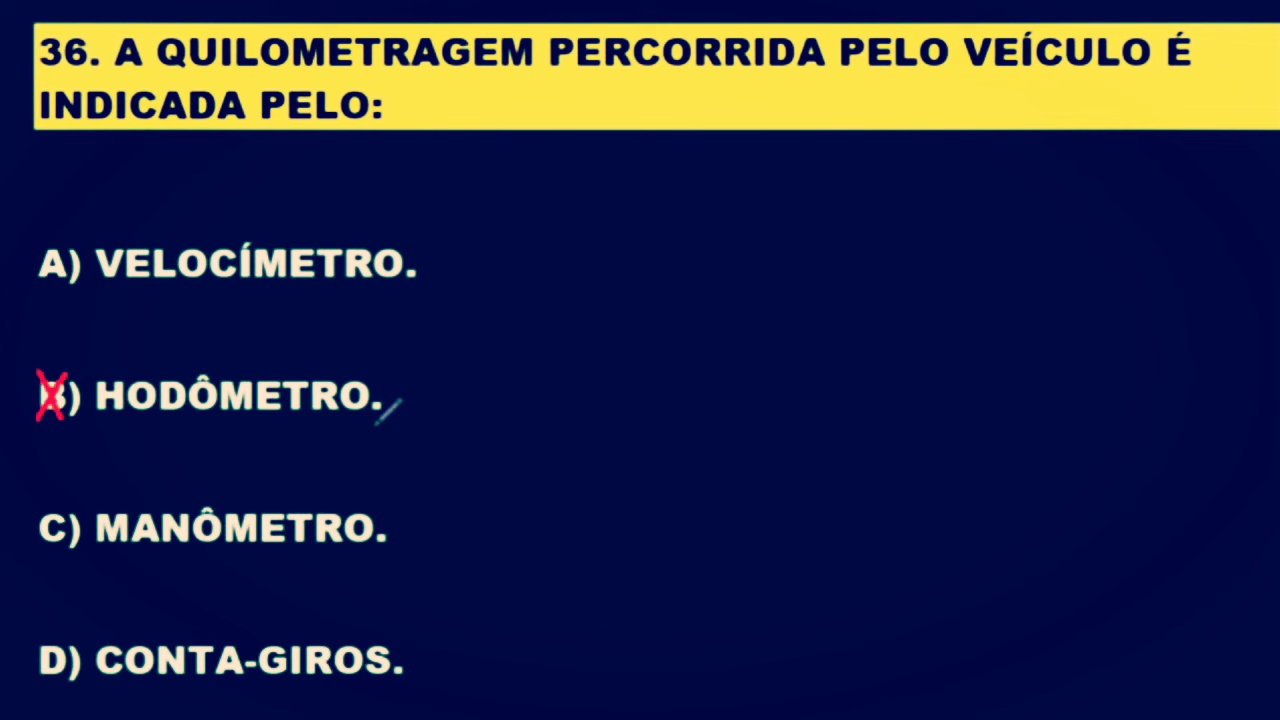 36. A QUILOMETRAGEM PERCORRIDA PELO VEÍCULO É
INDICADA PELO:
A) VELOCÍMETRO.
B) HODÔMETRO.
C) MANÔMETRO.
D) CONTA-GIROS.